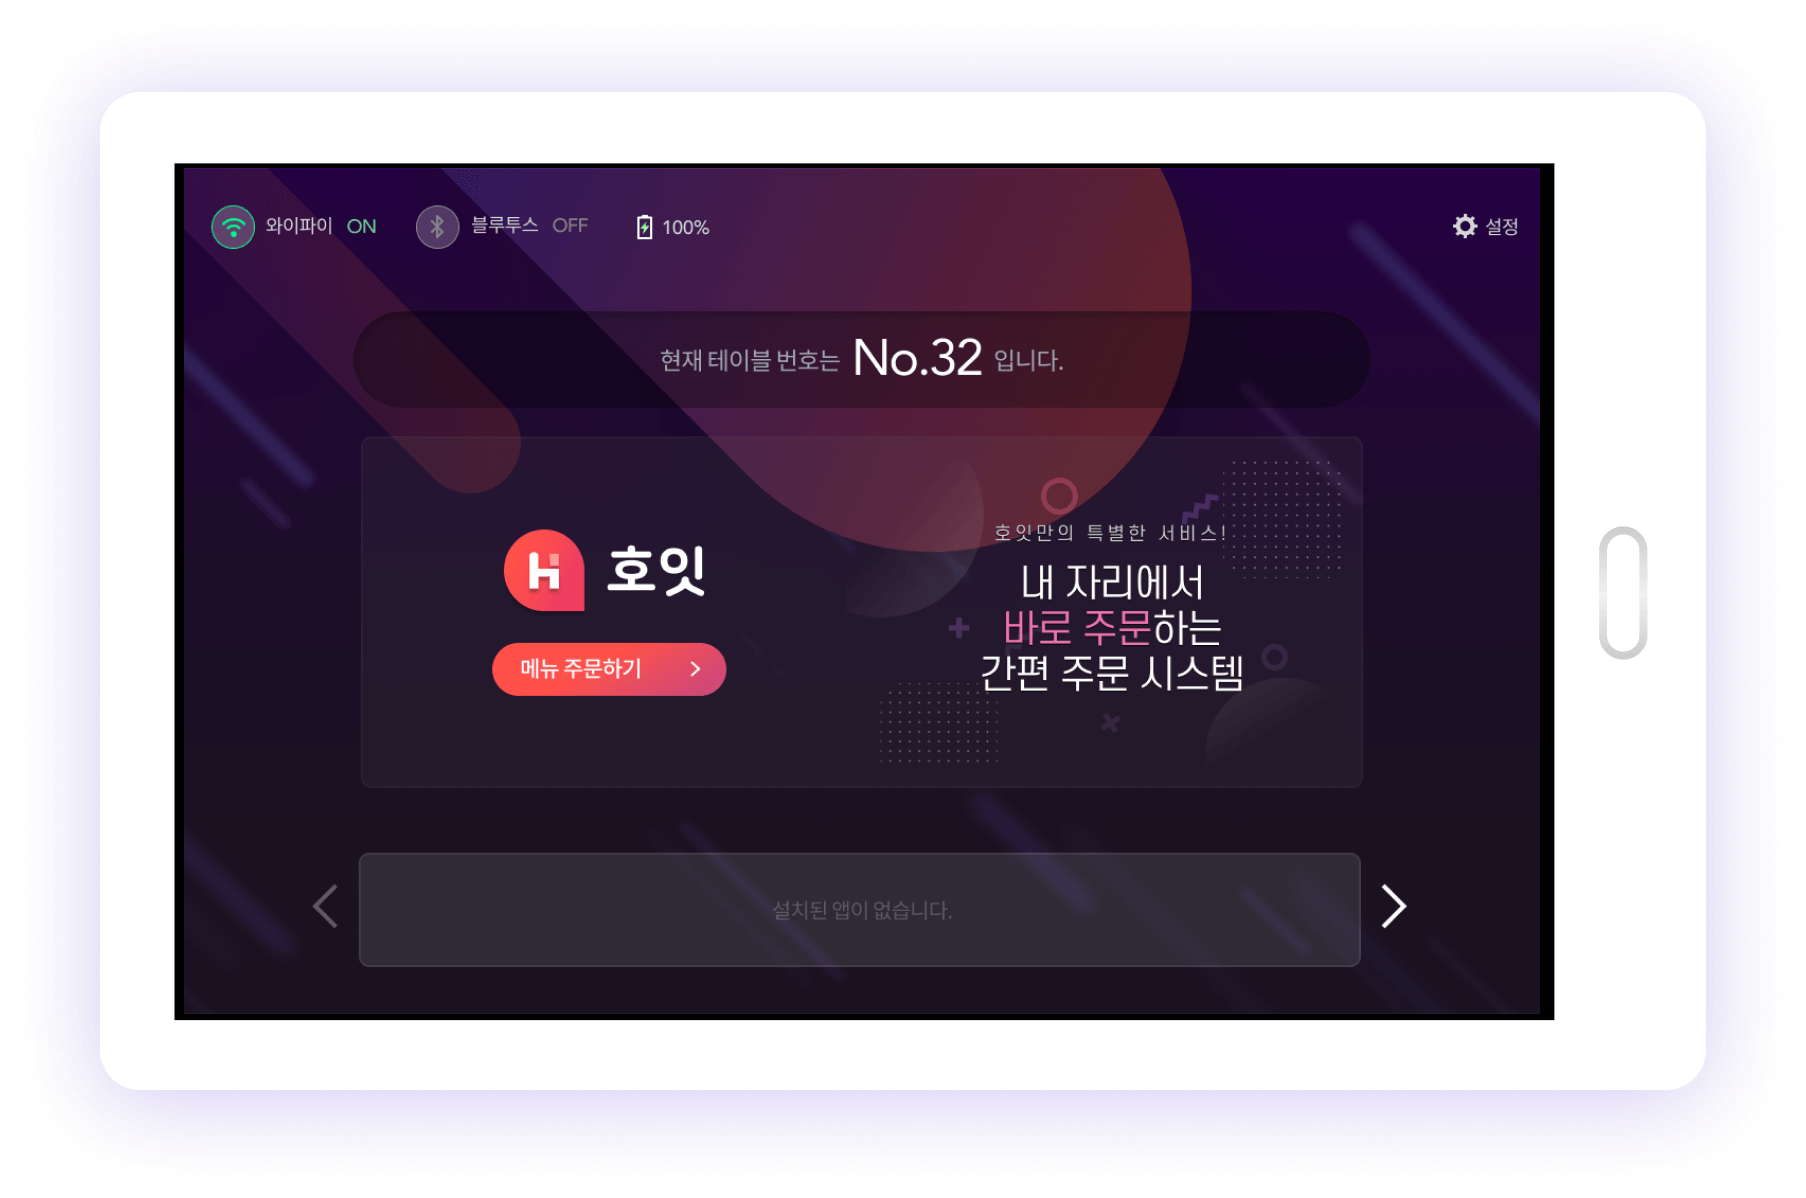 와이파이 ON 블루투스 OFF 100% 설정
현재 테이블 번호는 No.32 입니다.
H 호잇
메뉴 주문하기
호잇만의 특별한 서비스!
내 자리에서
바로 주문하는
간편 주문 시스템
설치된 앱이 없습니다.